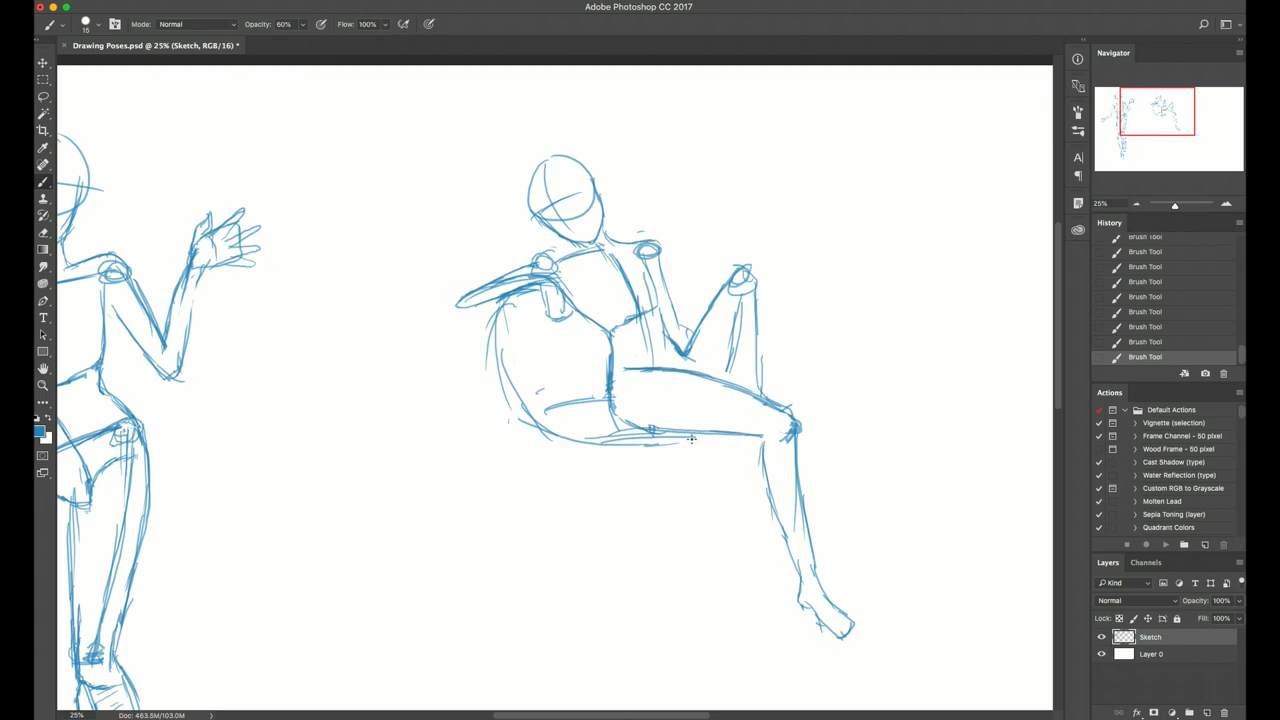 Adobe Photoshop CC 2017
15
Mode: Normal
Opacity: 60%
Flow: 100%
× Drawing Poses.psd @ 25% (Sketch, RGB/16) *
Navigator
25%
History
Brush Tool
Brush Tool
Brush Tool
Brush Tool
Brush Tool
Brush Tool
Brush Tool
Brush Tool
Brush Tool
Actions
Default Actions
Vignette (selection)
Frame Channel - 50 pixel
Wood Frame - 50 pixel
Cast Shadow (type)
Water Reflection (type)
Custom RGB to Grayscale
Molten Lead
Sepia Toning (layer)
Quadrant Colors
Layers
Channels
Kind
Normal
Opacity: 100%
Lock:
Fill: 100%
Sketch
Layer 0
25%
Doc: 463.5M/103.0M